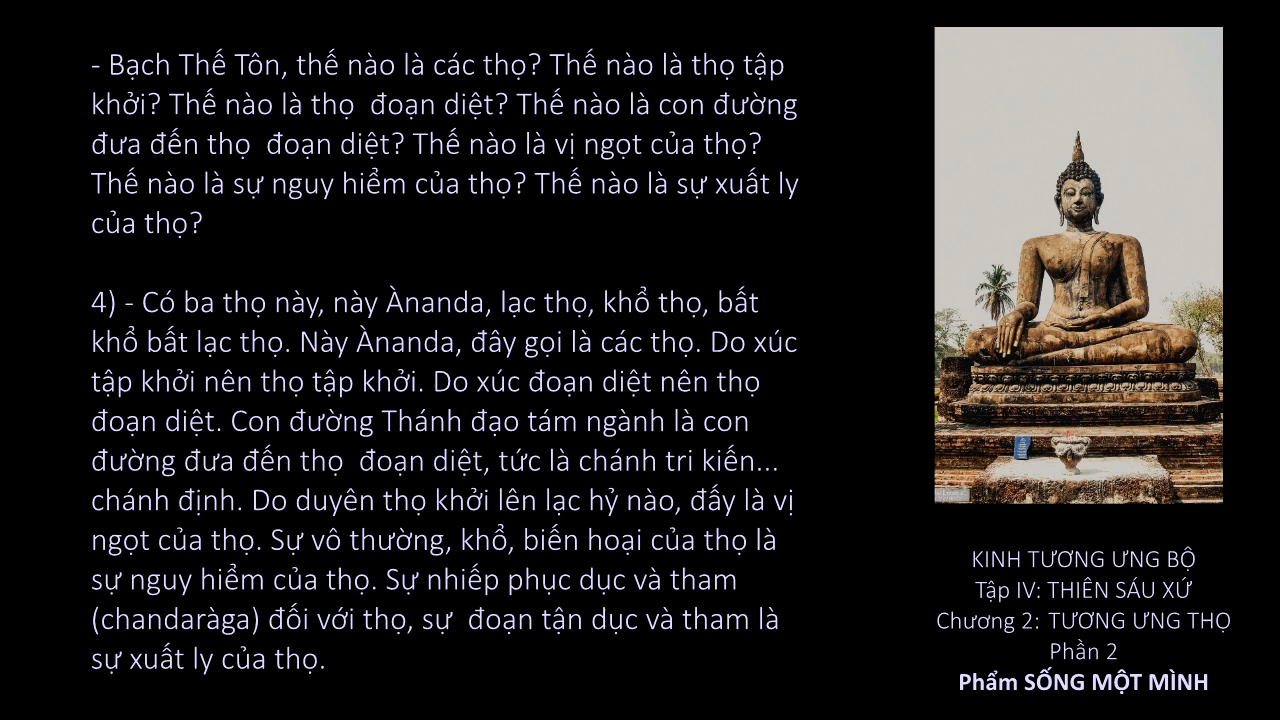 - Bạch Thế Tôn, thế nào là các thọ? Thế nào là thọ tập
khởi? Thế nào là thọ  đoạn diệt? Thế nào là con đường
đưa đến thọ  đoạn diệt? Thế nào là vị ngọt của thọ?
Thế nào là sự nguy hiểm của thọ? Thế nào là sự xuất ly
của thọ?
4) - Có ba thọ này, này Ànanda, lạc thọ, khổ thọ, bất
khổ bất lạc thọ. Này Ànanda, đây gọi là các thọ. Do xúc
tập khởi nên thọ tập khởi. Do xúc đoạn diệt nên thọ
đoạn diệt. Con đường Thánh đạo tám ngành là con
đường đưa đến thọ  đoạn diệt, tức là chánh tri kiến...
chánh định. Do duyên thọ khởi lên lạc hỷ nào, đấy là vị
ngọt của thọ. Sự vô thường, khổ, biến hoại của thọ là
sự nguy hiểm của thọ. Sự nhiếp phục dục và tham
(chandaràga) đối với thọ, sự  đoạn tận dục và tham là
sự xuất ly của thọ.
KINH TƯƠNG ƯNG BỘ
Tập IV: THIÊN SÁU XỨ
Chương 2: TƯƠNG ƯNG THỌ
Phần 2
Phẩm SỐNG MỘT MÌNH